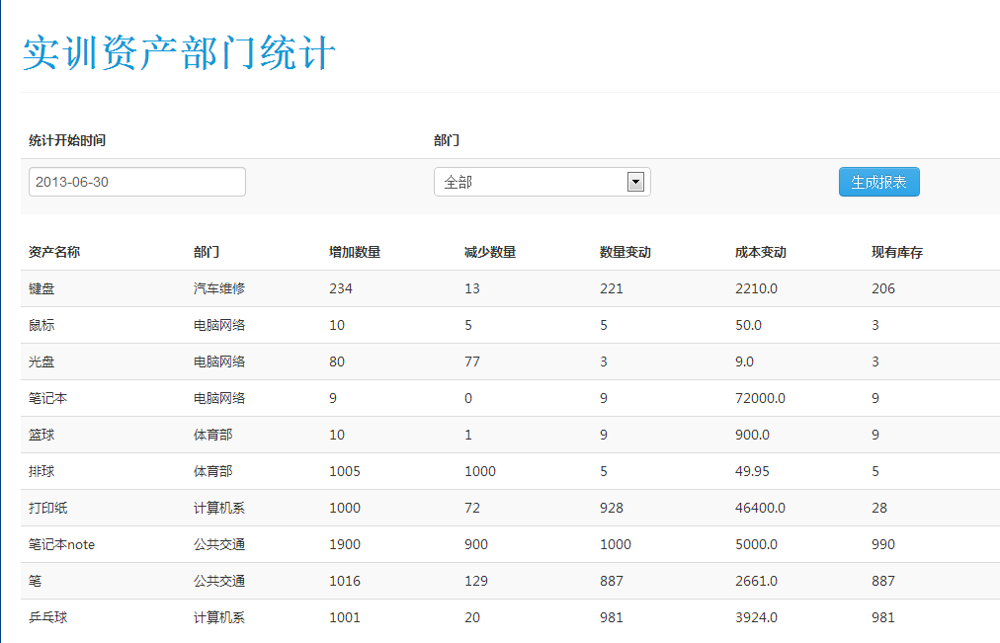 实训资产部门统计
统计开始时间 部门
2013-06-30 全部 生成报表
资产名称 部门 增加数量 减少数量 数量变动 成本变动 现有库存
键盘 汽车维修 234 13 221 2210.0 206
鼠标 电脑网络 10 5 5 50.0 3
光盘 电脑网络 80 77 3 9.0 3
笔记本 电脑网络 9 0 9 72000.0 9
篮球 体育部 10 1 9 900.0 9
排球 体育部 1005 1000 5 49.95 5
打印纸 计算机系 1000 72 928 46400.0 28
笔记本note 公共交通 1900 900 1000 5000.0 990
笔 公共交通 1016 129 887 2661.0 887
乒乓球 计算机系 1001 20 981 3924.0 981